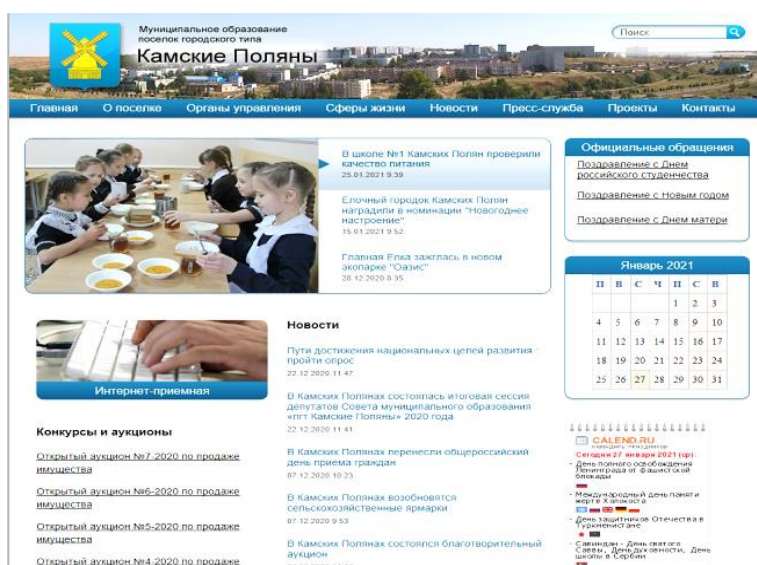 Муниципальное образование
поселок городского типа
Камские Поляны
Поиск
Главная О поселке Органы управления Сферы жизни Новости Пресс-служба Проекты Контакты
В школе №1 Камских Полян проверили
качество питания
25.01.2021 9:39
Елочный городок Камских Полян
наградили в номинации "Новогоднее
настроение"
15.01.2021 9:52
Главная Елка зажглась в новом
экопарке "Оазис"
28.12.2020 8:35
Официальные обращения
Поздравление с Днем
российского студенчества
Поздравление с Новым годом
Поздравление с Днем матери
Январь 2021
П В С Ч П С В
1 2 3
4 5 6 7 8 9 10
11 12 13 14 15 16 17
18 19 20 21 22 23 24
25 26 27 28 29 30 31
Интернет-приемная
Конкурсы и аукционы
Открытый аукцион №7-2020 по продаже
имущества
Открытый аукцион №6-2020 по продаже
имущества
Открытый аукцион №5-2020 по продаже
имущества
Открытый аукцион №4-2020 по продаже
Новости
Пути достижения национальных целей развития :
пройти опрос
22.12.2020 11:47
В Камских Полянах состоялась итоговая сессия
депутатов Совета муниципального образования
«пгт Камские Поляны» 2020 года
22.12.2020 11:41
В Камских Полянах перенесли общероссийский
день приема граждан
07.12.2020 10:23
В Камских Полянах возобновятся
сельскохозяйственные ярмарки
07.12.2020 9:53
В Камских Полянах состоялся благотворительный
аукцион
CALEND.RU
КАЛЕНДАРЬ ПРАЗДНИКОВ
Сегодня 27 января 2021 (ср):
- День полного освобождения
Ленинграда от фашистской
блокады
- Международный день памяти
жертв Холокоста
- День защитников Отечества в
Туркменистане
- Савиндан - День святого
Саввы, День духовности, День
школы в Сербии